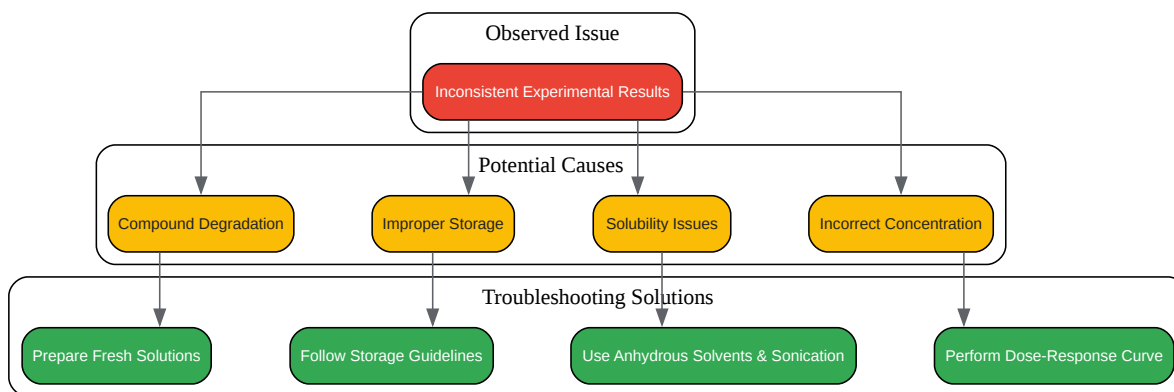 Observed Issue
Inconsistent Experimental Results
Potential Causes
Compound Degradation
Improper Storage
Solubility Issues
Incorrect Concentration
Troubleshooting Solutions
Prepare Fresh Solutions
Follow Storage Guidelines
Use Anhydrous Solvents & Sonication
Perform Dose-Response Curve